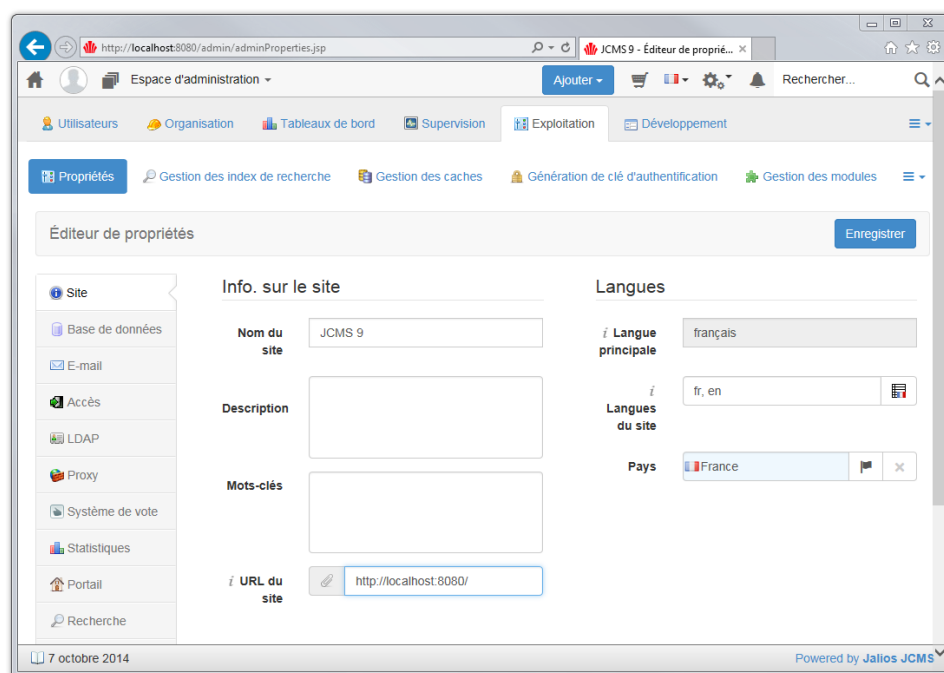 http://localhost:8080/admin/adminProperties.jsp
JCMS 9 - Éditeur de proprié...
Espace d'administration
Ajouter
Rechercher...
Utilisateurs
Organisation
Tableaux de bord
Supervision
Exploitation
Développement
Propriétés
Gestion des index de recherche
Gestion des caches
Génération de clé d'authentification
Gestion des modules
Éditeur de propriétés
Enregistrer
Site
Base de données
E-mail
Accès
LDAP
Proxy
Système de vote
Statistiques
Portail
Recherche
Info. sur le site
Nom du
site
JCMS 9
Description
Mots-clés
i URL du
site
http://localhost:8080/
Langues
i Langue
principale
français
i
Langues
du site
fr, en
Pays
France
7 octobre 2014
Powered by Jalios JCMS